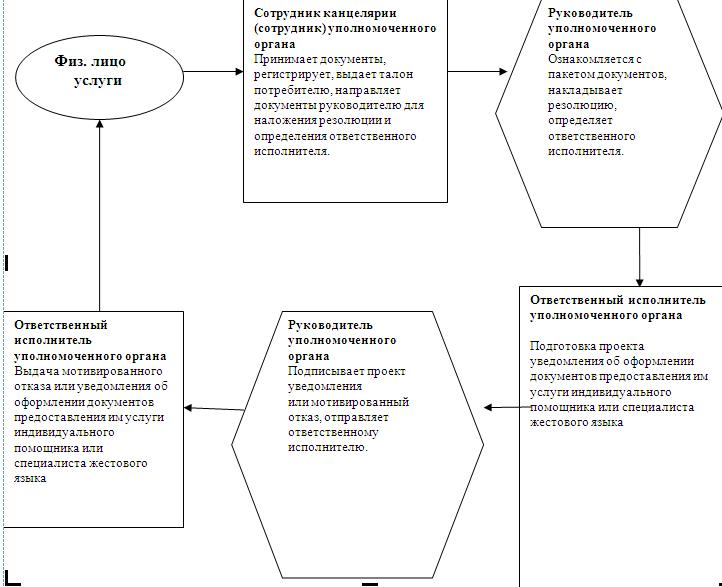 Физ. лицо
услуги
Сотрудник канцелярии
(сотрудник) уполномоченного
органа
Принимает документы,
регистрирует, выдает талон
потребителю, направляет
документы руководителю для
наложения резолюции и
определения ответственного
исполнителя.
Руководитель
уполномоченного
органа
Ознакомляется с
пакетом документов,
накладывает
резолюцию,
определяет
ответственного
исполнителя.
Ответственный исполнитель
уполномоченного органа
Подготовка проекта
уведомления об оформлении
документов предоставления им
услуги индивидуального
помощника или специалиста
жестового языка
Руководитель
уполномоченного
органа
Подписывает проект
уведомления
или мотивированный
отказ, отправляет
ответственному
исполнителю.
Ответственный
исполнитель
уполномоченного органа
Выдача мотивированного
отказа или уведомления об
оформлении документов
предоставления им услуги
индивидуального
помощника или
специалиста жестового
языка